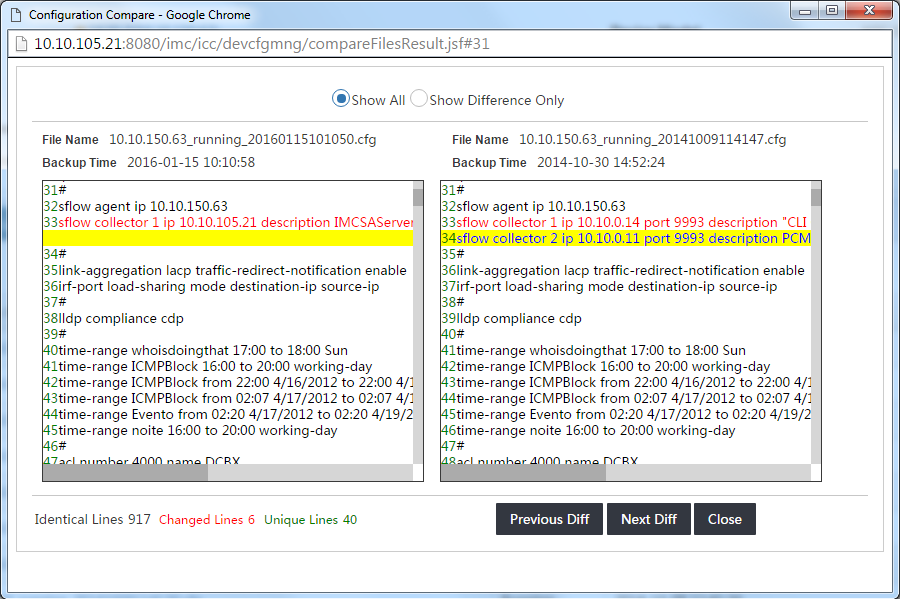 Configuration Compare - Google Chrome
10.10.105.21:8080/imc/icc/devcfgmng/compareFilesResult.jsf#31
Show All Show Difference Only
File Name 10.10.150.63_running_20160115101050.cfg
Backup Time 2016-01-15 10:10:58
31#
32sflow agent ip 10.10.150.63
33sflow collector 1 ip 10.10.105.21 description IMCSAServer
34#
35link-aggregation lacp traffic-redirect-notification enable
36irf-port load-sharing mode destination-ip source-ip
37#
38lldp compliance cdp
39#
40time-range whoisdoingthat 17:00 to 18:00 Sun
41time-range ICMPBlock 16:00 to 20:00 working-day
42time-range ICMPBlock from 22:00 4/16/2012 to 22:00 4/1
43time-range ICMPBlock from 02:07 4/17/2012 to 02:07 4/1
44time-range Evento from 02:20 4/17/2012 to 02:20 4/19/2
45time-range noite 16:00 to 20:00 working-day
46#
47acl number 4000 name DCBX
File Name 10.10.150.63_running_20141009114147.cfg
Backup Time 2014-10-30 14:52:24
31#
32sflow agent ip 10.10.150.63
33sflow collector 1 ip 10.10.0.14 port 9993 description "CLI
34sflow collector 2 ip 10.10.0.11 port 9993 description PCM
35#
36link-aggregation lacp traffic-redirect-notification enable
37irf-port load-sharing mode destination-ip source-ip
38#
39lldp compliance cdp
40#
41time-range whoisdoingthat 17:00 to 18:00 Sun
42time-range ICMPBlock 16:00 to 20:00 working-day
43time-range ICMPBlock from 22:00 4/16/2012 to 22:00 4/1
44time-range ICMPBlock from 02:07 4/17/2012 to 02:07 4/1
45time-range Evento from 02:20 4/17/2012 to 02:20 4/19/2
46time-range noite 16:00 to 20:00 working-day
47#
48acl number 4000 name DCBX
Identical Lines 917 Changed Lines 6 Unique Lines 40
Previous Diff Next Diff Close